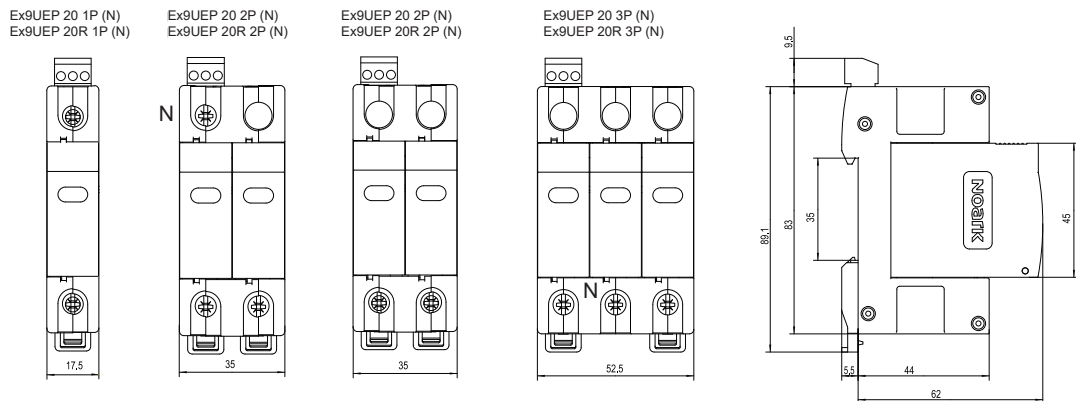 Ex9UEP 20 1P (N)
Ex9UEP 20R 1P (N)
Ex9UEP 20 2P (N)
Ex9UEP 20R 2P (N)
Ex9UEP 20 2P (N)
Ex9UEP 20R 2P (N)
Ex9UEP 20 3P (N)
Ex9UEP 20R 3P (N)
N
N
17,5
35
35
52,5
9,5
89,1
83
35
NOARK
45
5,5
44
62